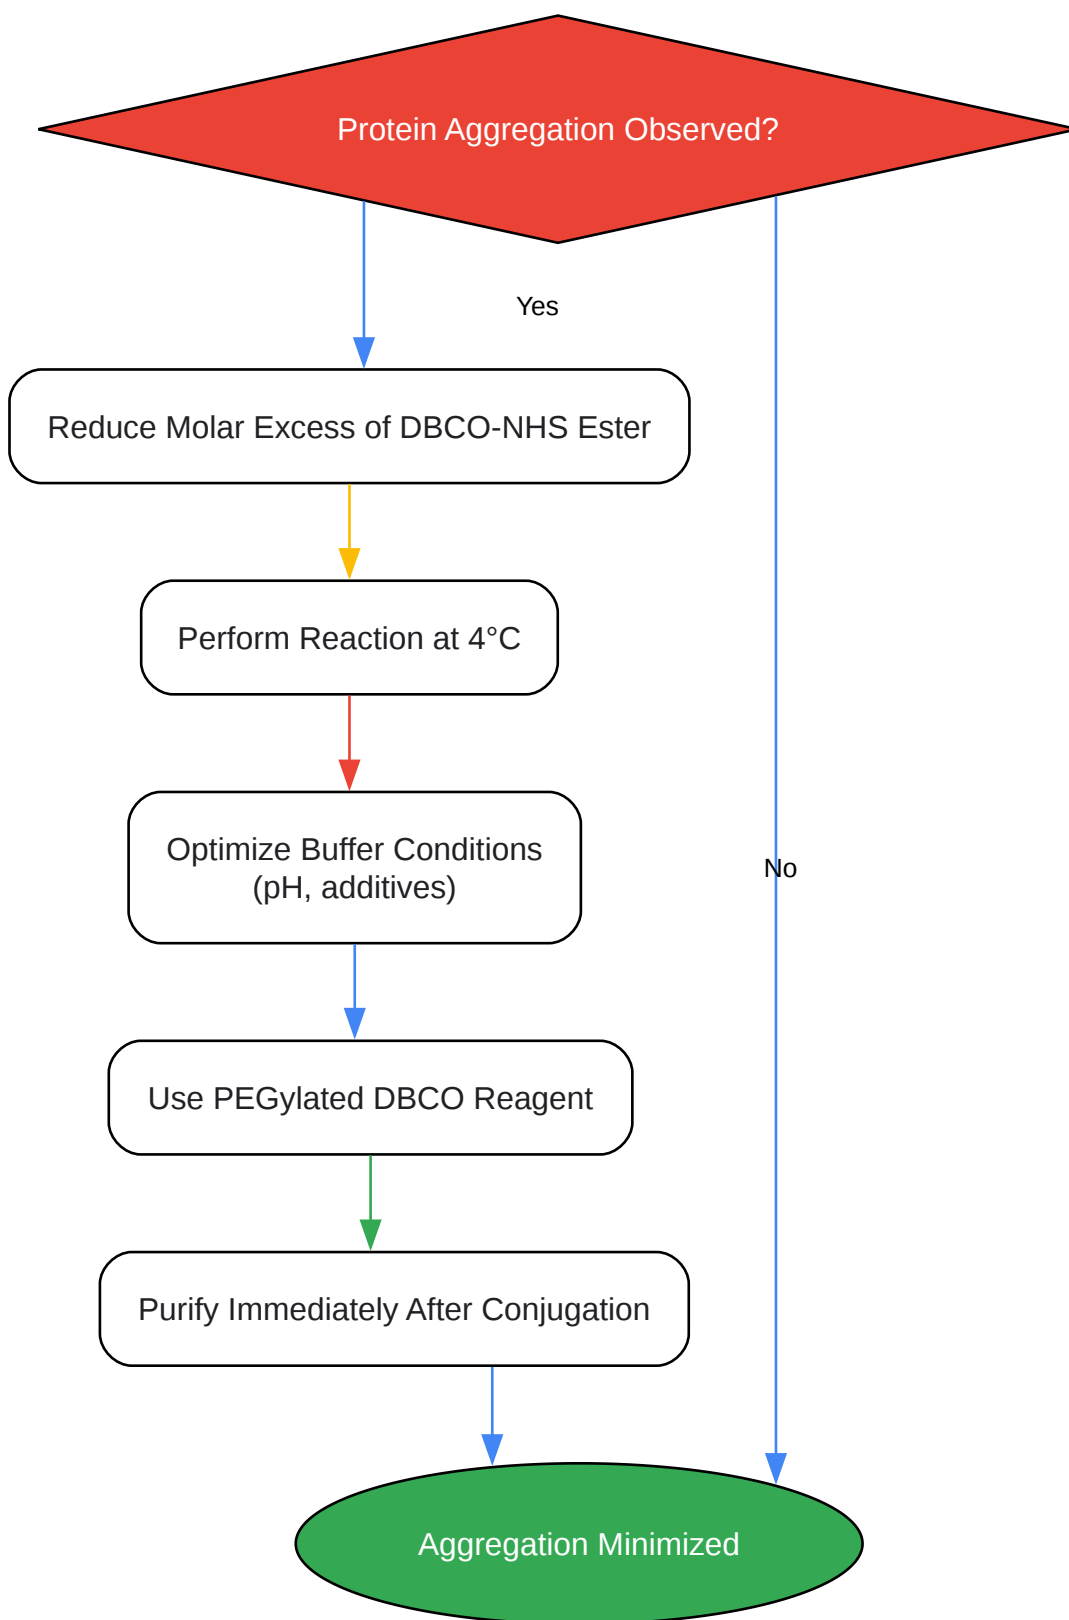 Protein Aggregation Observed?
Yes
Reduce Molar Excess of DBCO-NHS Ester
Perform Reaction at 4°C
Optimize Buffer Conditions
(pH, additives)
No
Use PEGylated DBCO Reagent
Purify Immediately After Conjugation
Aggregation Minimized